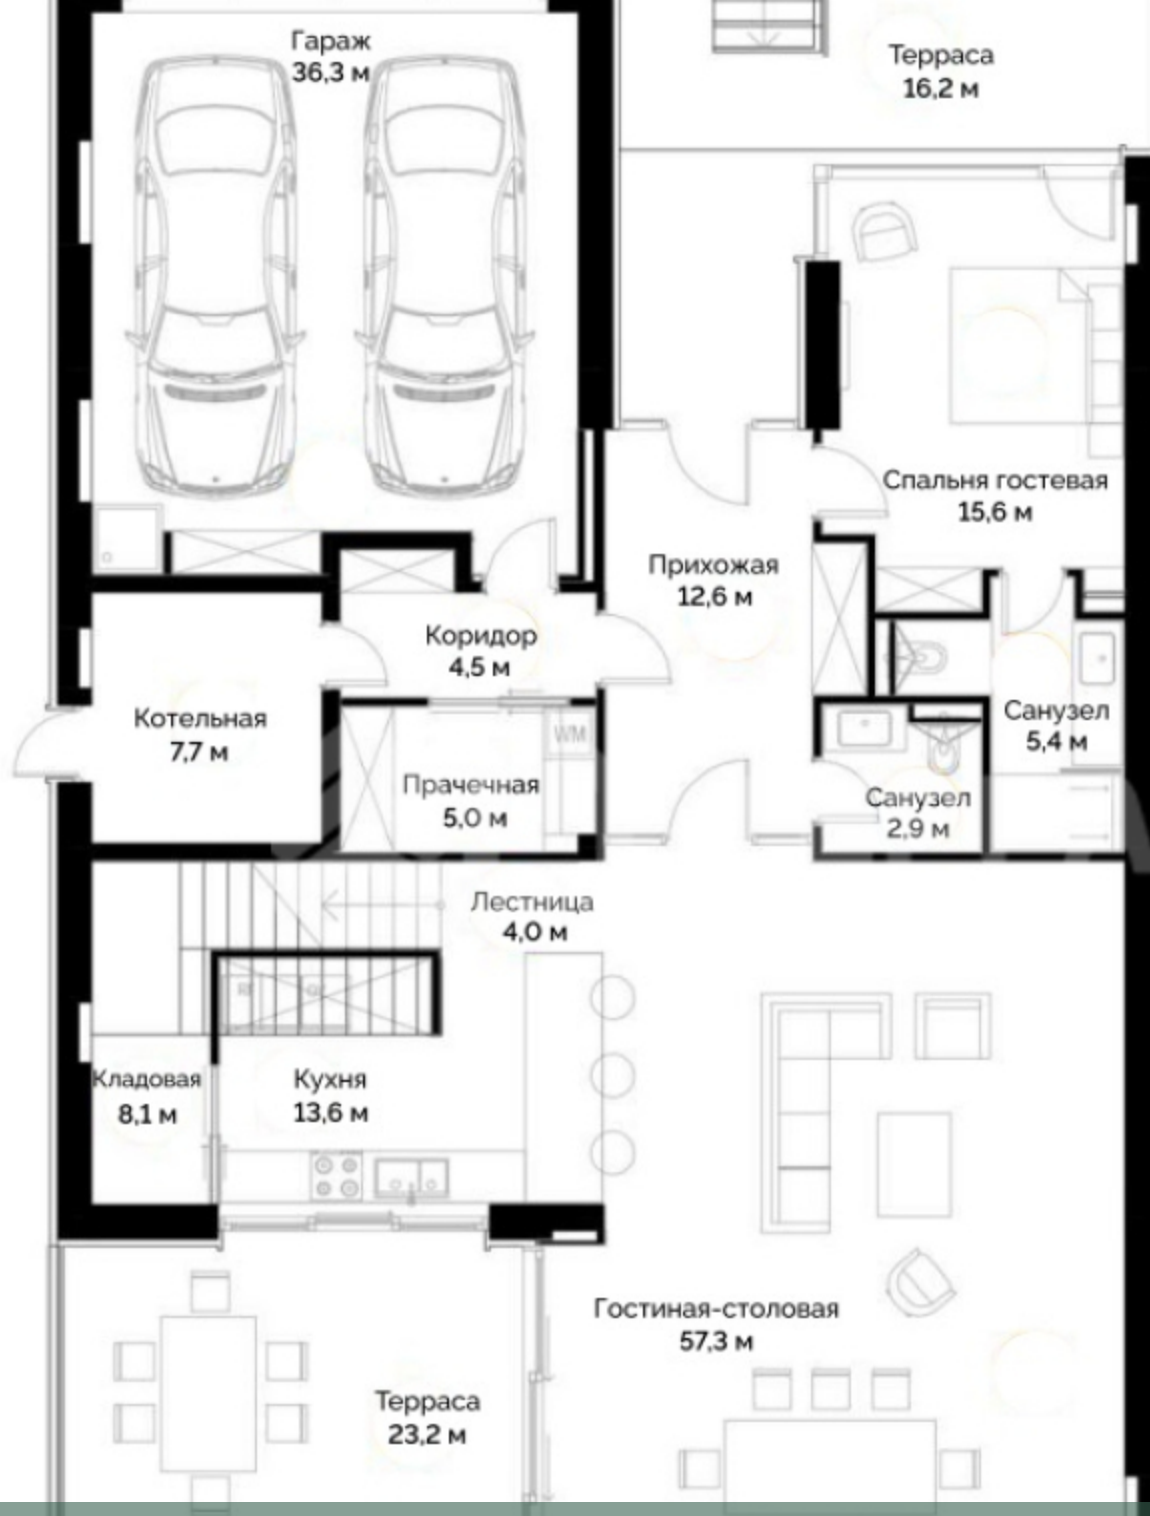 Гараж
36,3 м
Терраса
16,2 м
Спальня гостевая
15,6 м
Прихожая
12,6 м
Коридор
4,5 м
Котельная
7,7 м
WM
Прачечная
5,0 м
Санузел
5,4 м
Санузел
2,9 м
Лестница
4,0 м
Кладовая
8,1 м
Кухня
13,6 м
Гостиная-столовая
57,3 м
Терраса
23,2 м